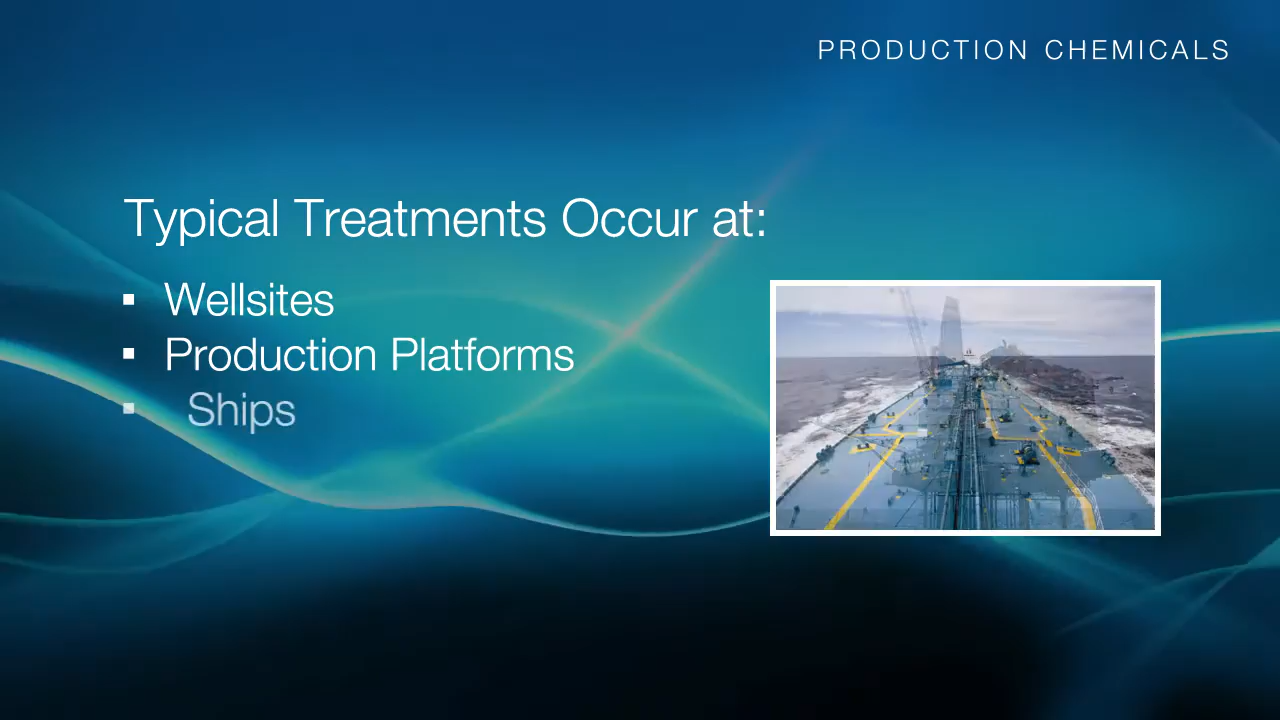 PRODUCTION CHEMICALS
Typical Treatments Occur at:
▪ Wellsites
▪ Production Platforms
▪ Ships